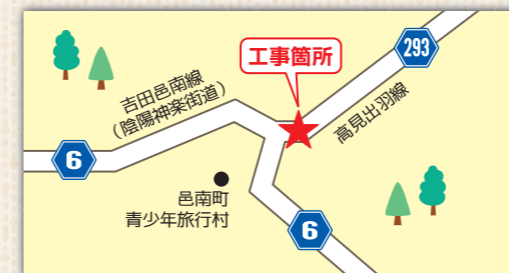 工事箇所
293
吉田邑南線
（陰陽神楽街道）
高見出羽線
6
邑南町
青少年旅行村
6